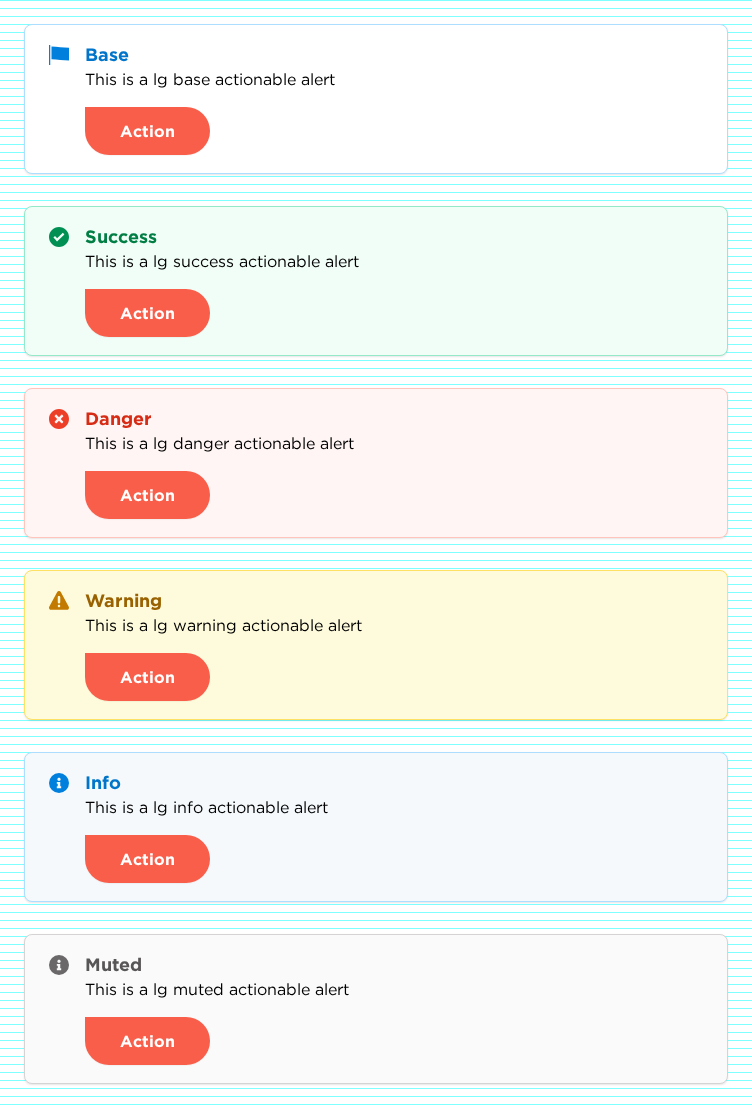 Base
This is a lg base actionable alert
Action
Success
This is a lg success actionable alert
Action
Danger
This is a lg danger actionable alert
Action
Warning
This is a lg warning actionable alert
Action
Info
This is a lg info actionable alert
Action
Muted
This is a lg muted actionable alert
Action